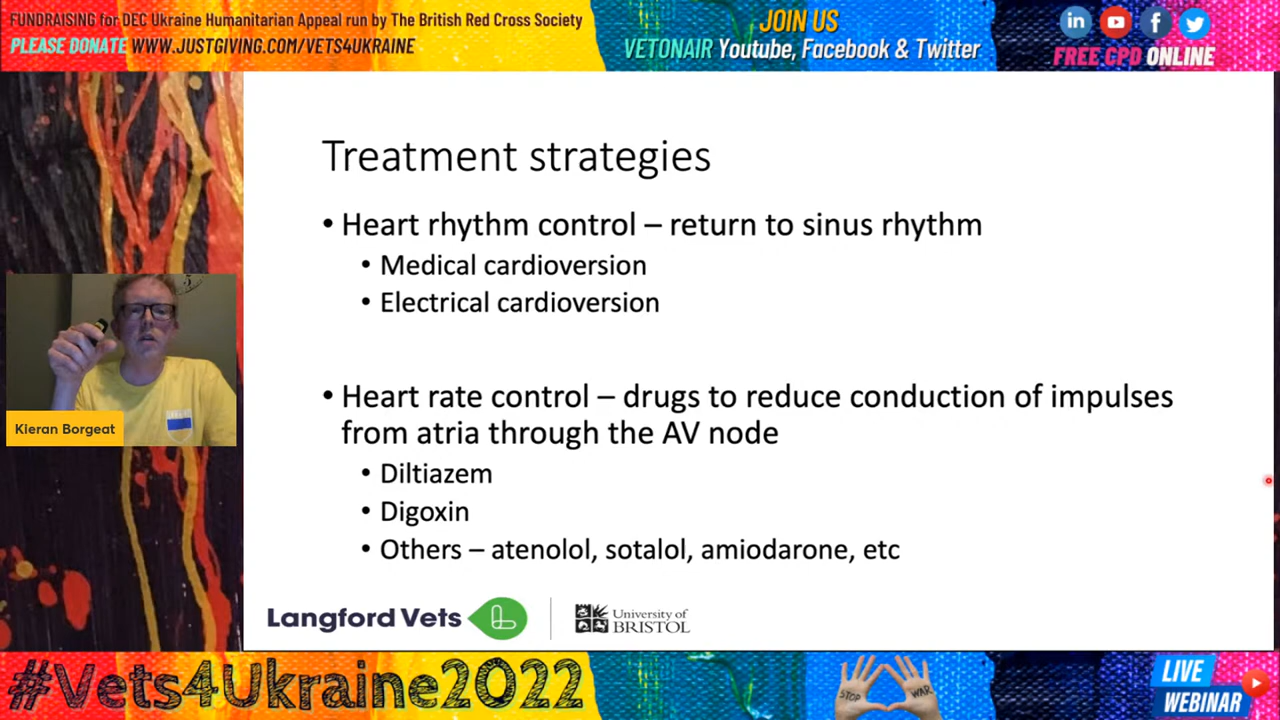 FUNDRAISING for DEC Ukraine Humanitarian Appeal run by The British Red Cross Society
PLEASE DONATE WWW.JUSTGIVING.COM/VETS4UKRAINE
JOIN US
VETONAIR Youtube, Facebook & Twitter
FREE CPD ONLINE
Treatment strategies
• Heart rhythm control – return to sinus rhythm
• Medical cardioversion
• Electrical cardioversion
• Heart rate control – drugs to reduce conduction of impulses
from atria through the AV node
• Diltiazem
• Digoxin
• Others – atenolol, sotalol, amiodarone, etc
Kieran Borgeat
Langford Vets
University of
BRISTOL
#Vets4Ukraine2022
STOP WAR
LIVE
WEBINAR